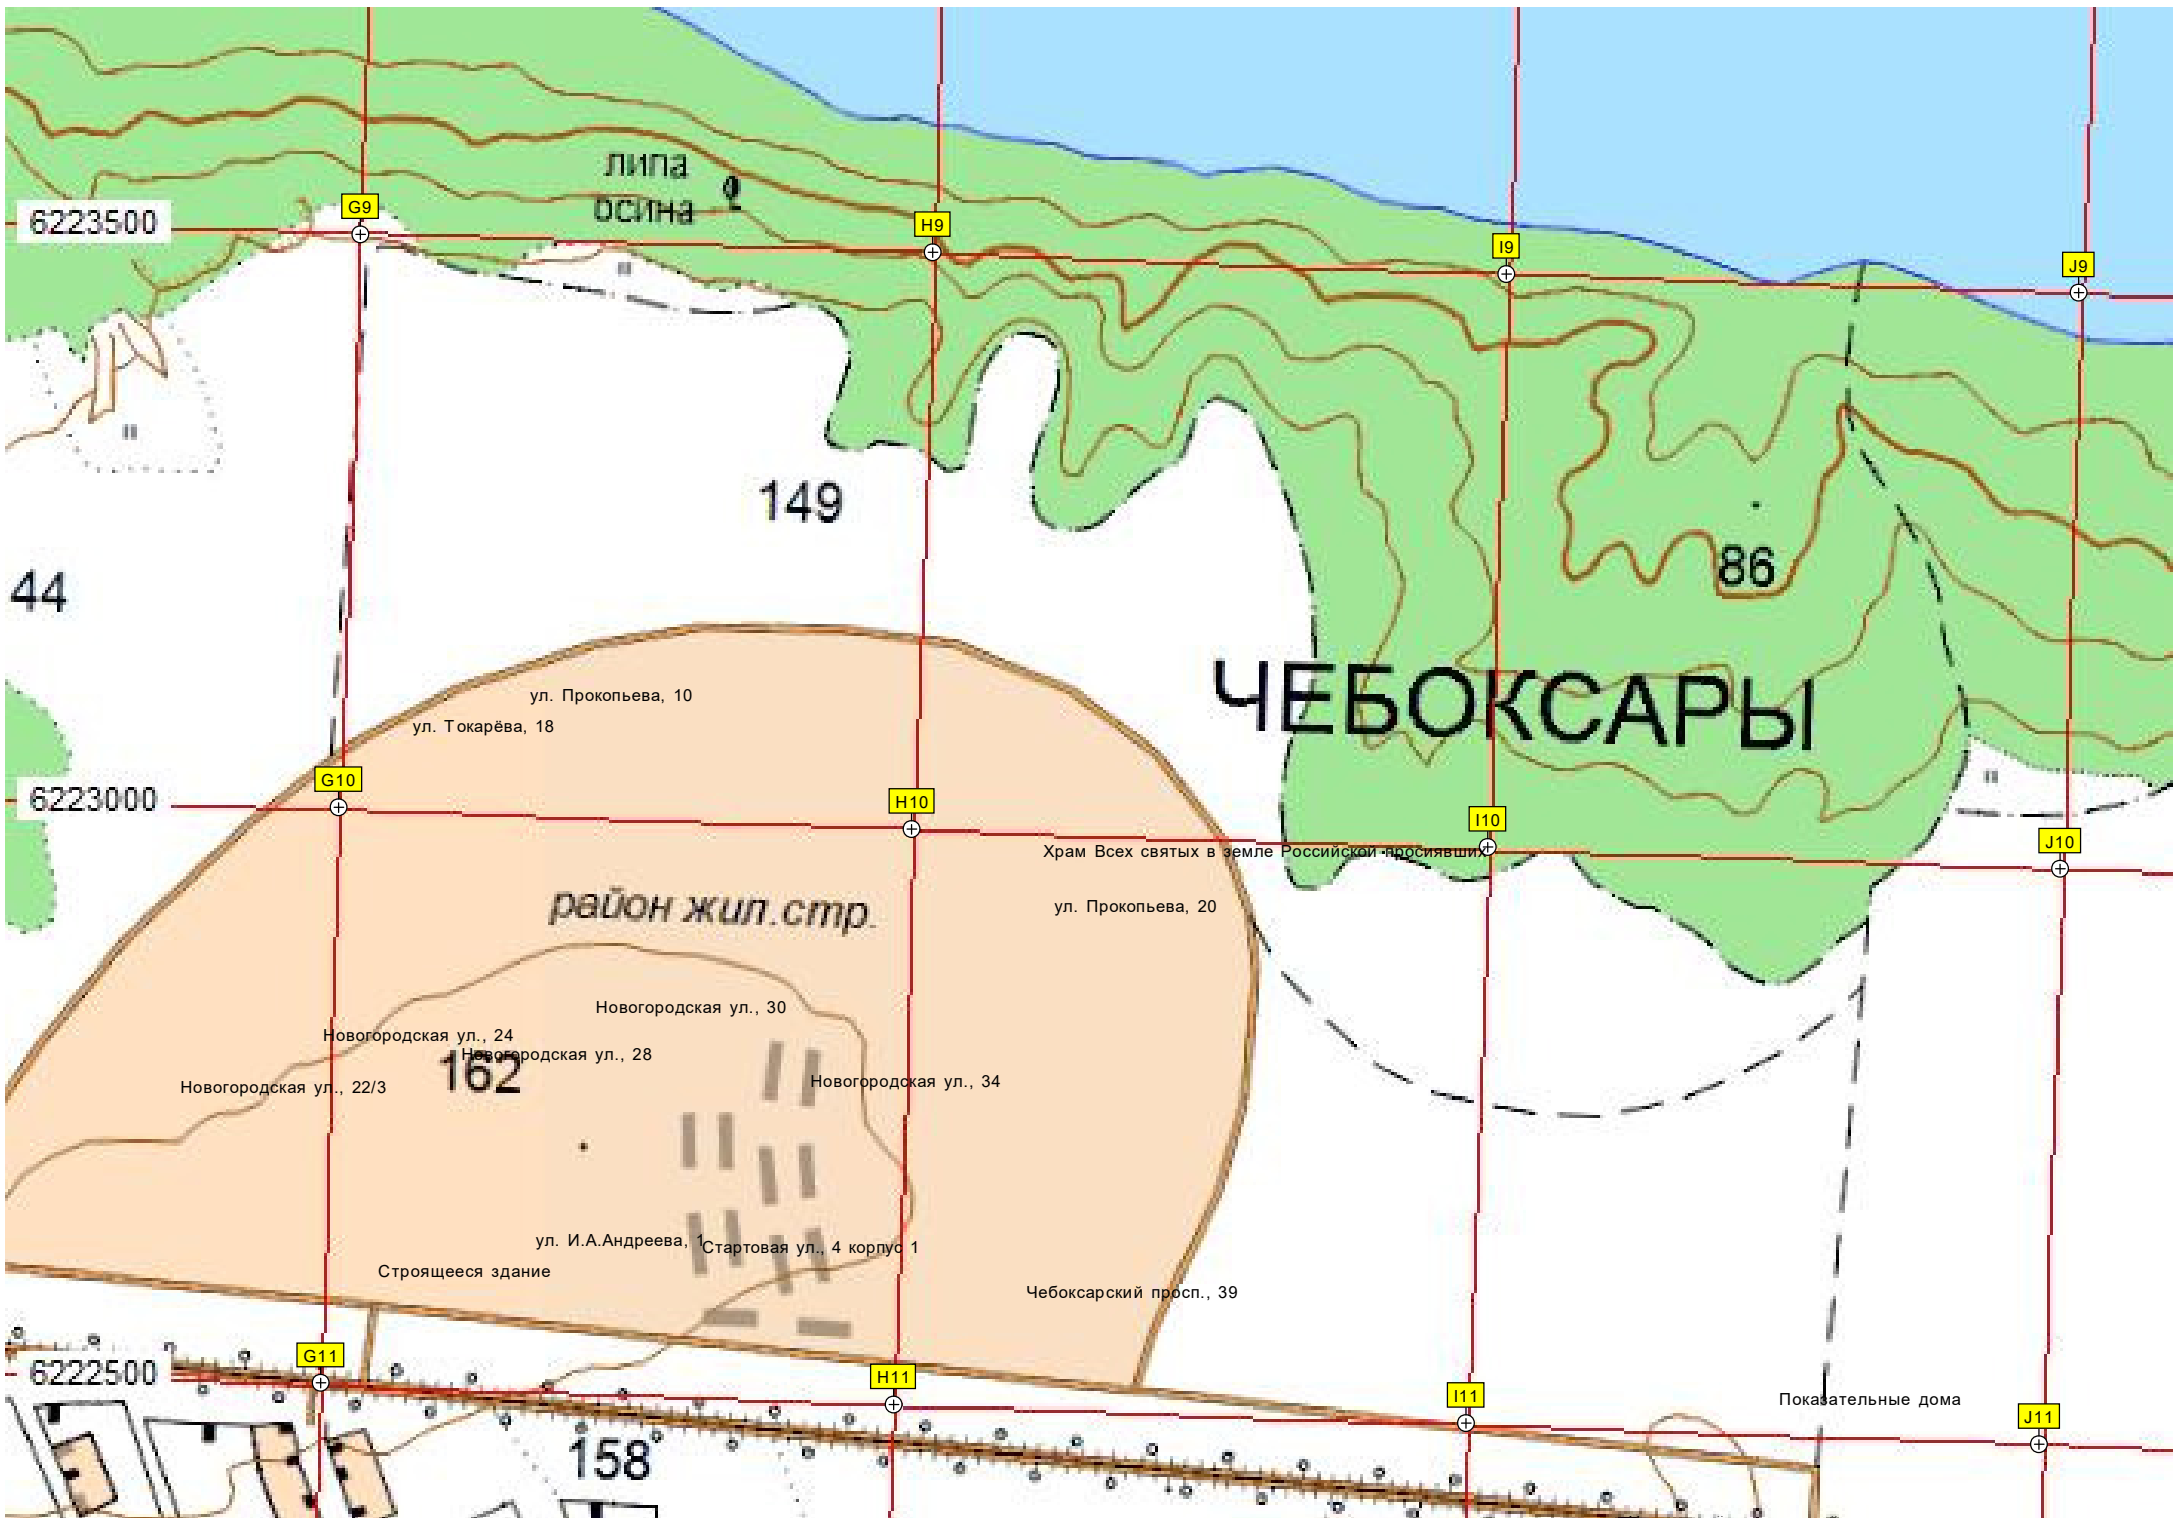 липа
осина
G9
H9
I9
J9
6223500
149
44
86
ЧЕБОКСАРЫ
ул. Прокопьева, 10
ул. Токарёва, 18
G10
H10
I10
J10
6223000
Храм Всех святых в земле Российской просиявших
ул. Прокопьева, 20
район жил.стр.
Новогородская ул., 30
Новогородская ул., 24
Новогородская ул., 28
162
Новогородская ул., 22/3
Новогородская ул., 34
ул. И.А.Андреева, 1
Стартовая ул., 4 корпус 1
Строящееся здание
Чебоксарский просп., 39
G11
H11
I11
J11
6222500
Показательные дома
158